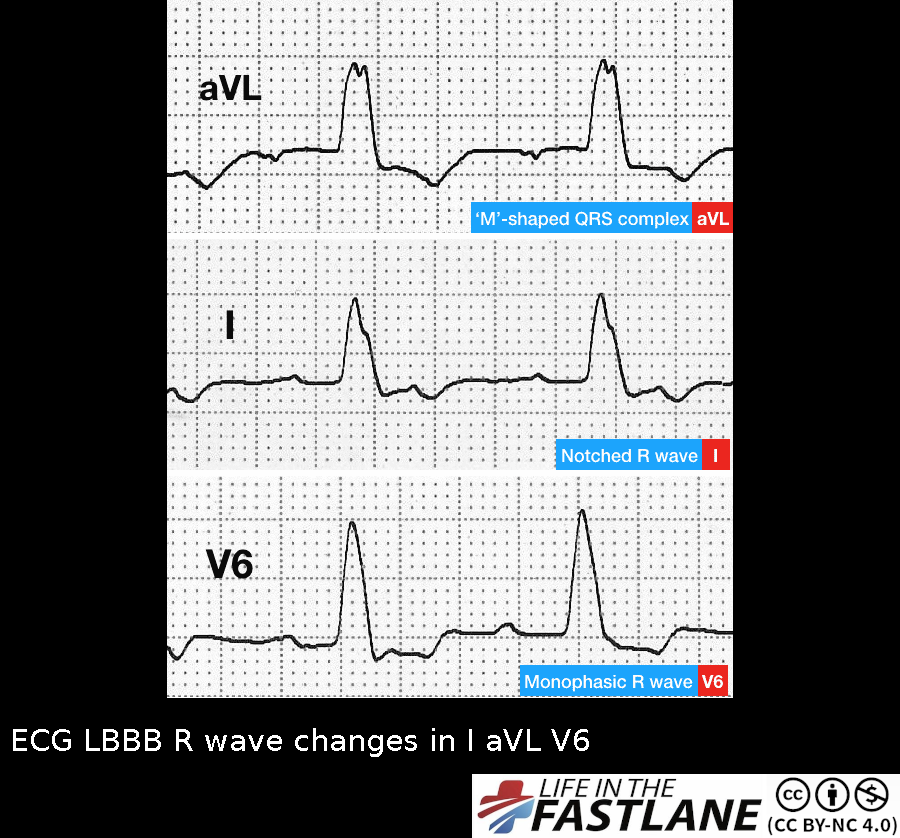 aVL
‘M’-shaped QRS complex aVL
I
Notched R wave I
V6
Monophasic R wave V6
ECG LBBB R wave changes in I aVL V6
LIFE IN THE
FASTLANE
cc
(CC BY-NC 4.0)